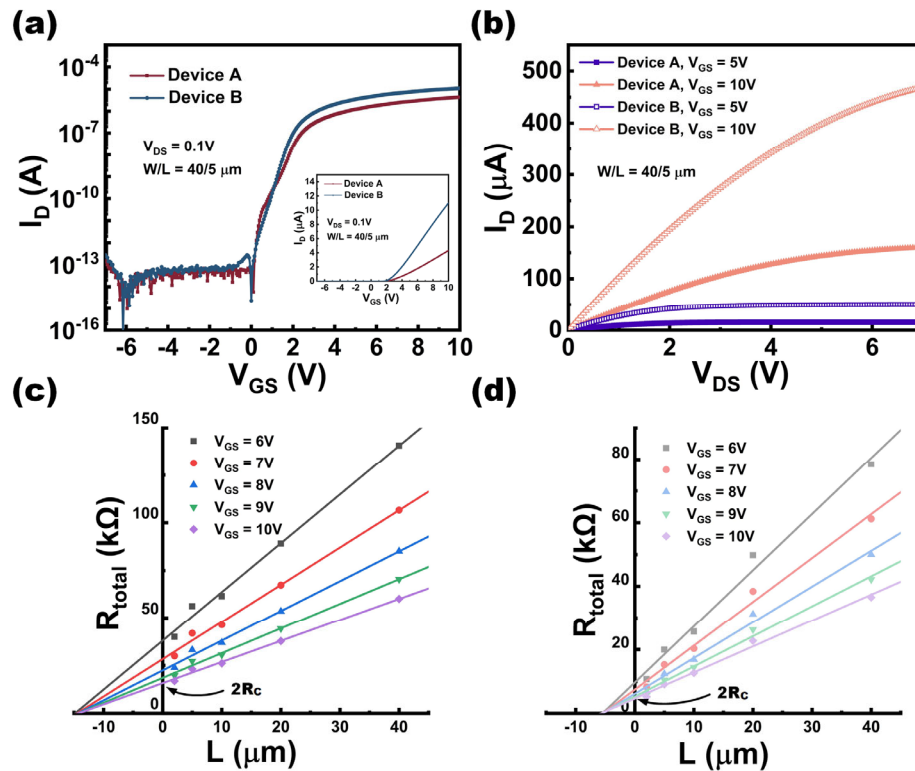 (a)
I_D (A)
10^-4
10^-7
10^-10
10^-13
10^-16
Device A
Device B
V_DS = 0.1V
W/L = 40/5 μm
I_D (μA)
14
12
10
8
6
4
2
0
Device A
Device B
V_DS = 0.1V
W/L = 40/5 μm
-6 -4 -2 0 2 4 6 8 10
V_GS (V)
-6 -4 -2 0 2 4 6 8 10
V_GS (V)
(b)
I_D (μA)
500
400
300
200
100
0
Device A, V_GS = 5V
Device A, V_GS = 10V
Device B, V_GS = 5V
Device B, V_GS = 10V
W/L = 40/5 μm
0 2 4 6
V_DS (V)
(c)
R_total (kΩ)
150
100
50
0
V_GS = 6V
V_GS = 7V
V_GS = 8V
V_GS = 9V
V_GS = 10V
2R_C
-10 0 10 20 30 40
L (μm)
(d)
R_total (kΩ)
80
60
40
20
0
V_GS = 6V
V_GS = 7V
V_GS = 8V
V_GS = 9V
V_GS = 10V
2R_C
-10 0 10 20 30 40
L (μm)